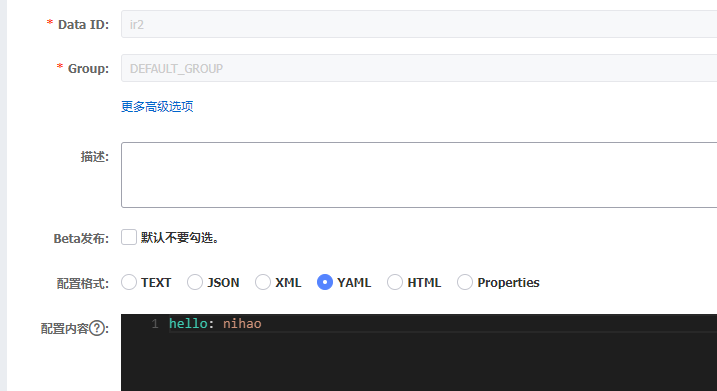 * Data ID: ir2
* Group: DEFAULT_GROUP
更多高级选项
描述:
Beta发布: 默认不要勾选。
配置格式: TEXT JSON XML YAML HTML Properties
配置内容?: 1 hello: nihao